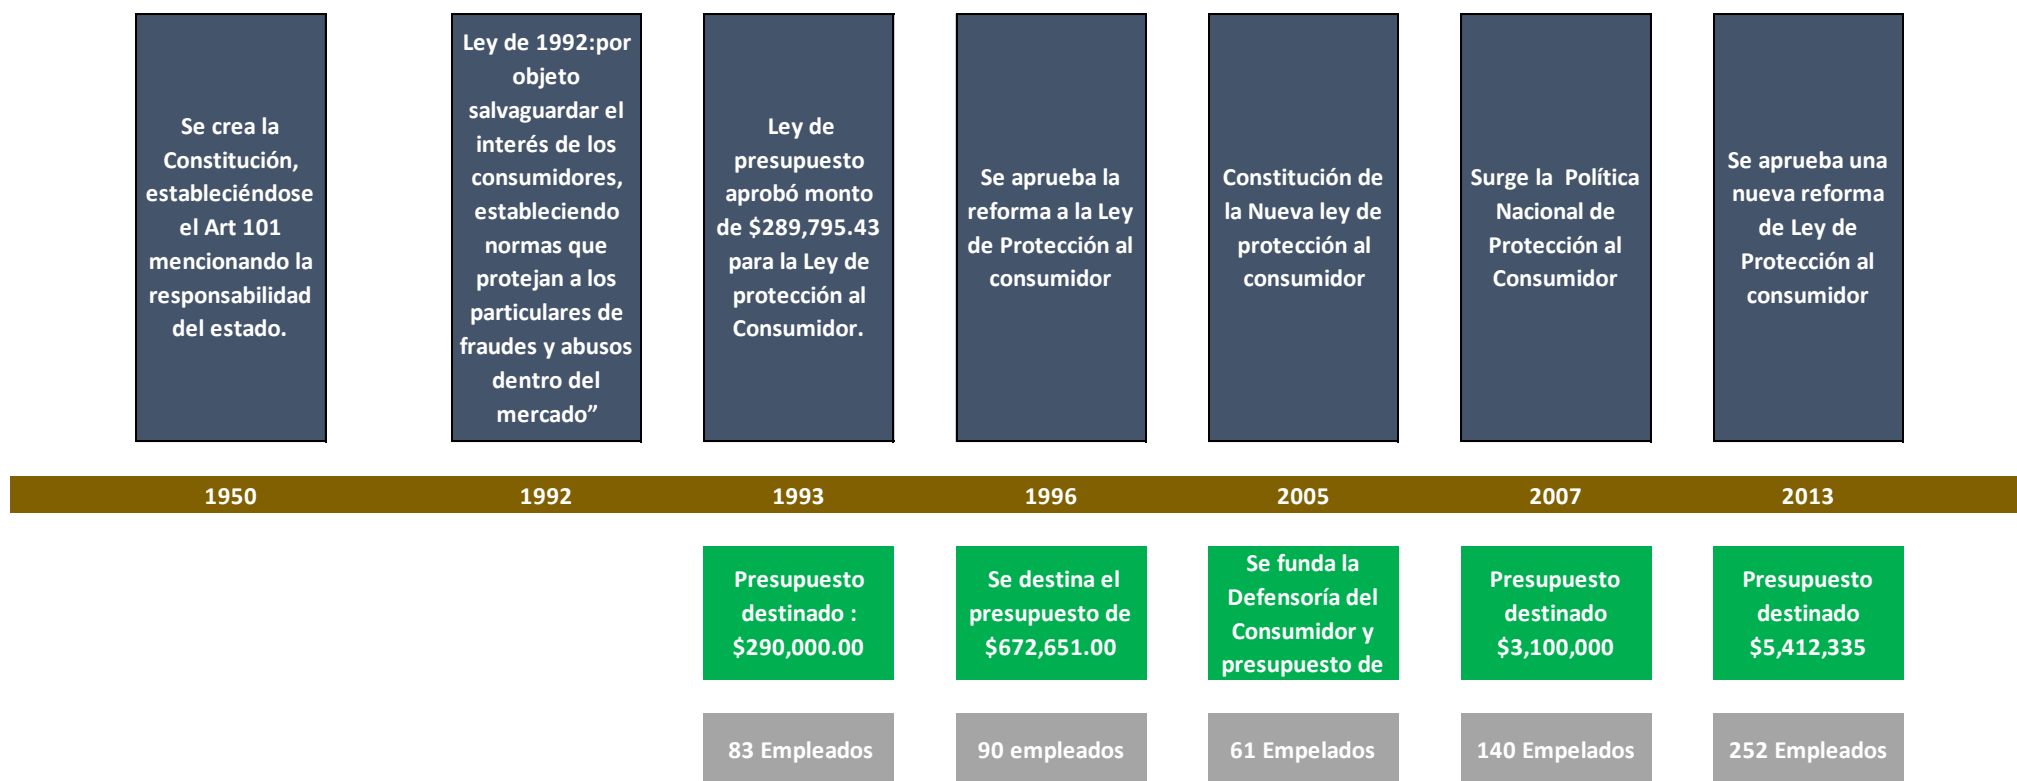 Se crea la
Constitución,
estableciéndose
el Art 101
mencionando la
responsabilidad
del estado.
Ley de 1992:por
objeto
salvaguardar el
interés de los
consumidores,
estableciendo
normas que
protejan a los
particulares de
fraudes y abusos
dentro del
mercado”
Ley de
presupuesto
aprobó monto
de $289,795.43
para la Ley de
protección al
Consumidor.
Se aprueba la
reforma a la Ley
de Protección al
consumidor
Constitución de
la Nueva ley de
protección al
consumidor
Surge la  Política
Nacional de
Protección al
Consumidor
Se aprueba una
nueva reforma
de Ley de
Protección al
consumidor
1950
1992
1993
1996
2005
2007
2013
Presupuesto
destinado :
$290,000.00
Se destina el
presupuesto de
$672,651.00
Se funda la
Defensoría del
Consumidor y
presupuesto de
Presupuesto
destinado
$3,100,000
Presupuesto
destinado
$5,412,335
83 Empleados
90 empleados
61 Empelados
140 Empelados
252 Empleados